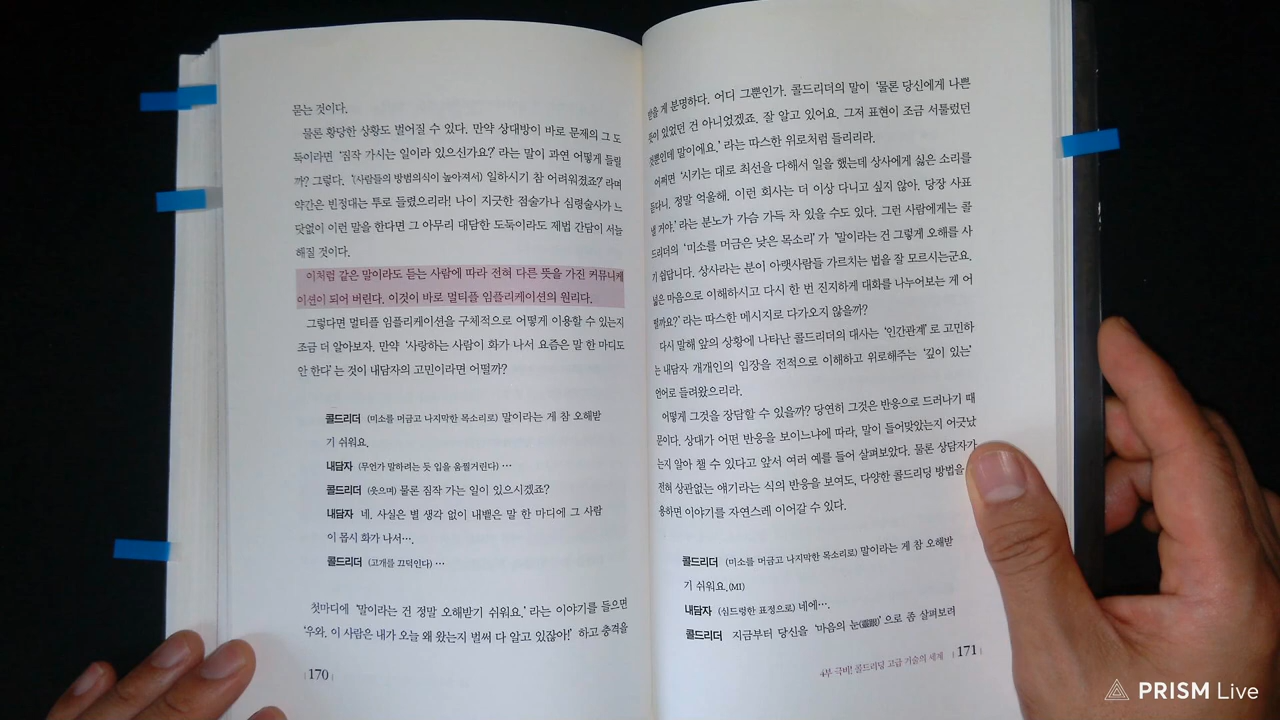 묻는 것이다.
물론 황당한 상황도 벌어질 수 있다. 만약 상대방이 바로 문제의 그 도
둑이라면 '짐작 가시는 일이라 있으신가요?' 라는 말이 과연 어떻게 들릴
까? 그렇다. '(사람들의 방범의식이 높아져서) 일하시기 참 어려워졌죠?' 라며
약간은 빈정대는 투로 들렸으리라! 나이 지긋한 점술가나 심령술사가 느
닷없이 이런 말을 한다면 그 아무리 대담한 도둑이라도 제법 간담이 서늘
해질 것이다.
이처럼 같은 말이라도 듣는 사람에 따라 전혀 다른 뜻을 가진 커뮤니케
이션이 되어 버린다. 이것이 바로 멀티플 임플리케이션의 원리다.
그렇다면 멀티플 임플리케이션을 구체적으로 어떻게 이용할 수 있는지
조금 더 알아보자. 만약 '사랑하는 사람이 화가 나서 요즘은 말 한 마디도
안 한다' 는 것이 내담자의 고민이라면 어떨까?
콜드리더 (미소를 머금고 나지막한 목소리로) 말이라는 게 참 오해받
기 쉬워요.
내담자 (무언가 말하려는 듯 입을 움찔거린다) …
콜드리더 (웃으며) 물론 짐작 가는 일이 있으시겠죠?
내담자 네. 사실은 별 생각 없이 내뱉은 말 한 마디에 그 사람
이 몹시 화가 나서….
콜드리더 (고개를 끄덕인다) …
첫마디에 '말이라는 건 정말 오해받기 쉬워요.' 라는 이야기를 들으면
'우와. 이 사람은 내가 오늘 왜 왔는지 벌써 다 알고 있잖아!' 하고 충격을
170
받을 게 분명하다. 어디 그뿐인가. 콜드리더의 말이 '물론 당신에게 나쁜
뜻이 있었던 건 아니었겠죠. 잘 알고 있어요. 그저 표현이 조금 서툴렀던
것뿐인데 말이에요.' 라는 따스한 위로처럼 들리리라.
어쩌면 '시키는 대로 최선을 다해서 일을 했는데 상사에게 싫은 소리를
듣다니. 정말 억울해. 이런 회사는 더 이상 다니고 싶지 않아. 당장 사표
낼 거야.' 라는 분노가 가슴 가득 차 있을 수도 있다. 그런 사람에게는 콜
드리더의 '미소를 머금은 낮은 목소리' 가 '말이라는 건 그렇게 오해를 사
기 쉽답니다. 상사라는 분이 아랫사람들 가르치는 법을 잘 모르시는군요.
넓은 마음으로 이해하시고 다시 한 번 진지하게 대화를 나누어보는 게 어
떨까요?' 라는 따스한 메시지로 다가오지 않을까?
다시 말해 앞의 상황에 나타난 콜드리더의 대사는 '인간관계' 로 고민하
는 내담자 개개인의 입장을 전적으로 이해하고 위로해주는 '깊이 있는'
언어로 들려왔으리라.
어떻게 그것을 장담할 수 있을까? 당연히 그것은 반응으로 드러나기 때
문이다. 상대가 어떤 반응을 보이느냐에 따라, 말이 들어맞았는지 어긋났
는지 알아 챌 수 있다고 앞서 여러 예를 들어 살펴보았다. 물론 상담자가
전혀 상관없는 얘기라는 식의 반응을 보여도, 다양한 콜드리딩 방법을
용하면 이야기를 자연스레 이어갈 수 있다.
콜드리더 (미소를 머금고 나지막한 목소리로) 말이라는 게 참 오해받
기 쉬워요.(MI)
내담자 (심드렁한 표정으로) 네에….
콜드리더 지금부터 당신을 '마음의 눈(靈眼)' 으로 좀 살펴보려
4부 극비! 콜드리딩 고급 기술의 세계 171
PRISM Live